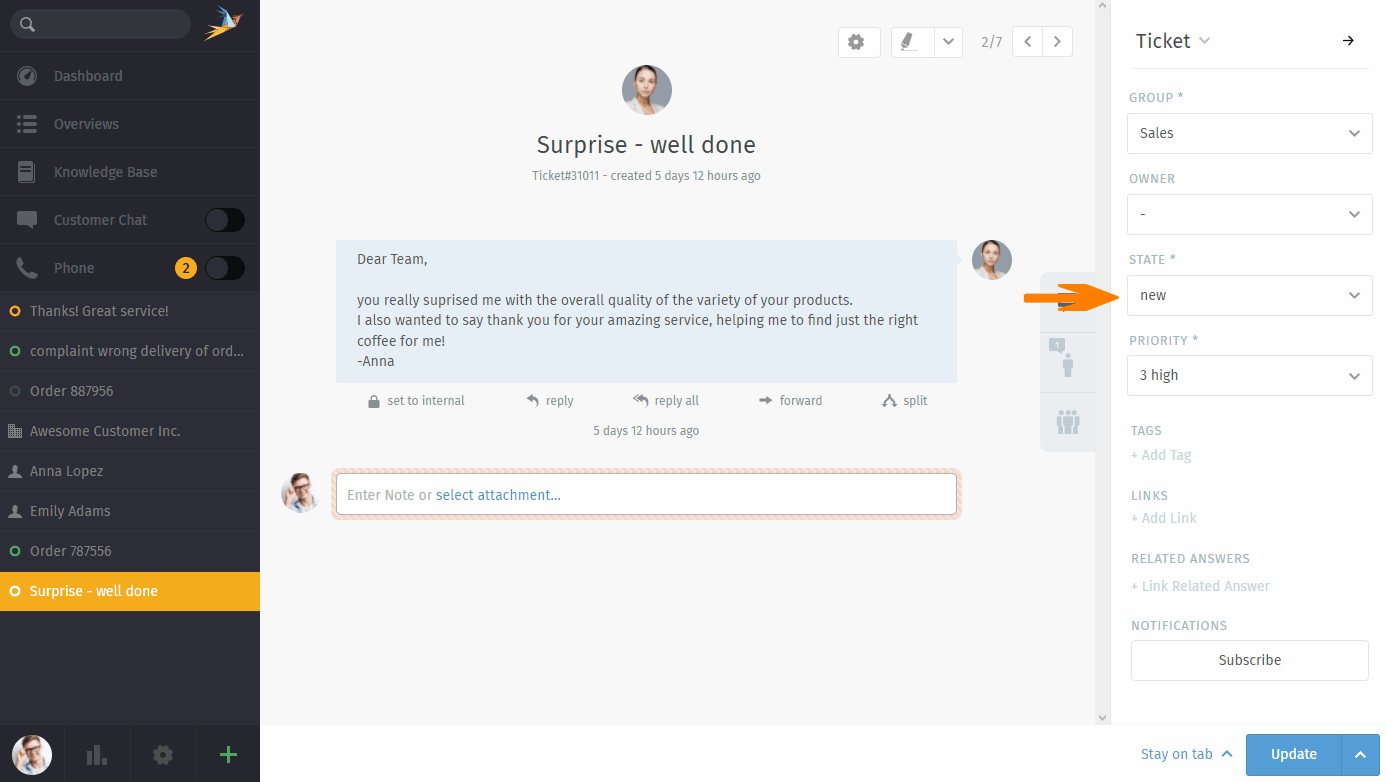 Dashboard
Overviews
Knowledge Base
Customer Chat
Phone 2
Thanks! Great service!
complaint wrong delivery of ord...
Order 887956
Awesome Customer Inc.
Anna Lopez
Emily Adams
Order 787556
Surprise - well done
2/7
Surprise - well done
Ticket#31011 - created 5 days 12 hours ago
Dear Team,
you really suprised me with the overall quality of the variety of your products.
I also wanted to say thank you for your amazing service, helping me to find just the right
coffee for me!
-Anna
set to internal reply reply all forward split
5 days 12 hours ago
Enter Note or select attachment...
1
Ticket
GROUP *
Sales
OWNER
-
STATE *
new
PRIORITY *
3 high
TAGS
+ Add Tag
LINKS
+ Add Link
RELATED ANSWERS
+ Link Related Answer
NOTIFICATIONS
Subscribe
Stay on tab Update